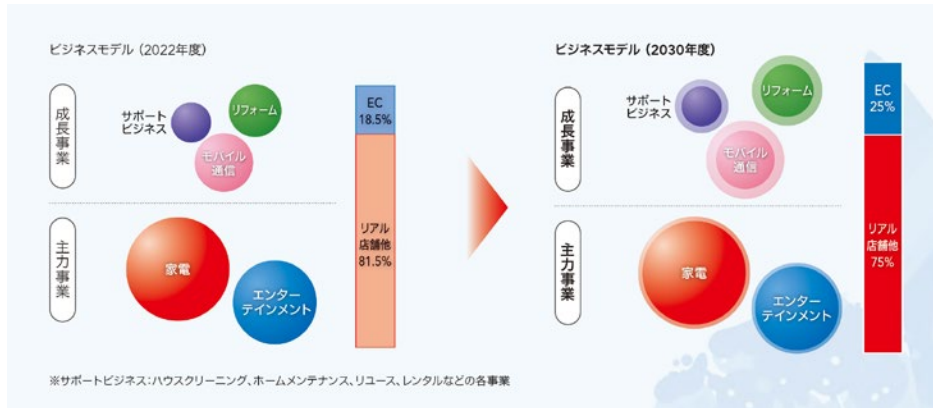 ビジネスモデル（2022年度）
成長事業
サポート
ビジネス
リフォーム
モバイル
通信
主力事業
家電
エンター
テインメント
EC
18.5%
リアル
店舗他
81.5%
ビジネスモデル（2030年度）
成長事業
サポート
ビジネス
リフォーム
モバイル
通信
主力事業
家電
エンター
テインメント
EC
25%
リアル
店舗他
75%
※サポートビジネス：ハウスクリーニング、ホームメンテナンス、リユース、レンタルなどの各事業